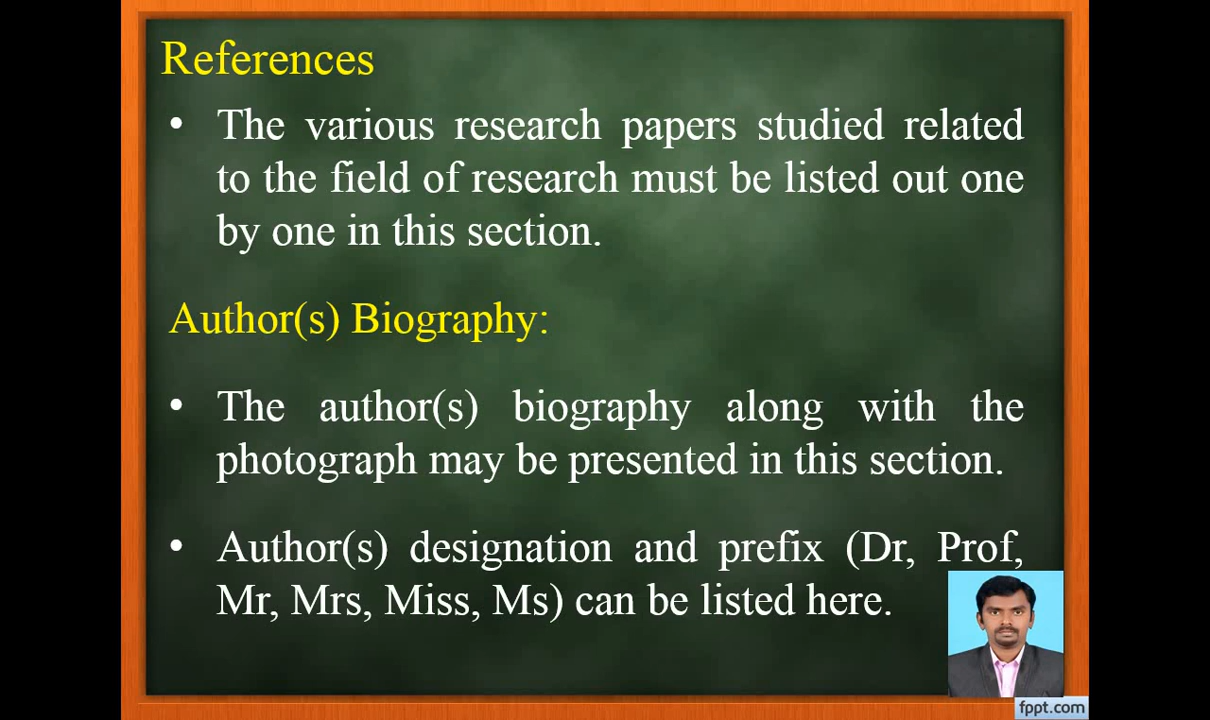 References
• The various research papers studied related
to the field of research must be listed out one
by one in this section.
Author(s) Biography:
• The author(s) biography along with the
photograph may be presented in this section.
• Author(s) designation and prefix (Dr, Prof,
Mr, Mrs, Miss, Ms) can be listed here.
fppt.com